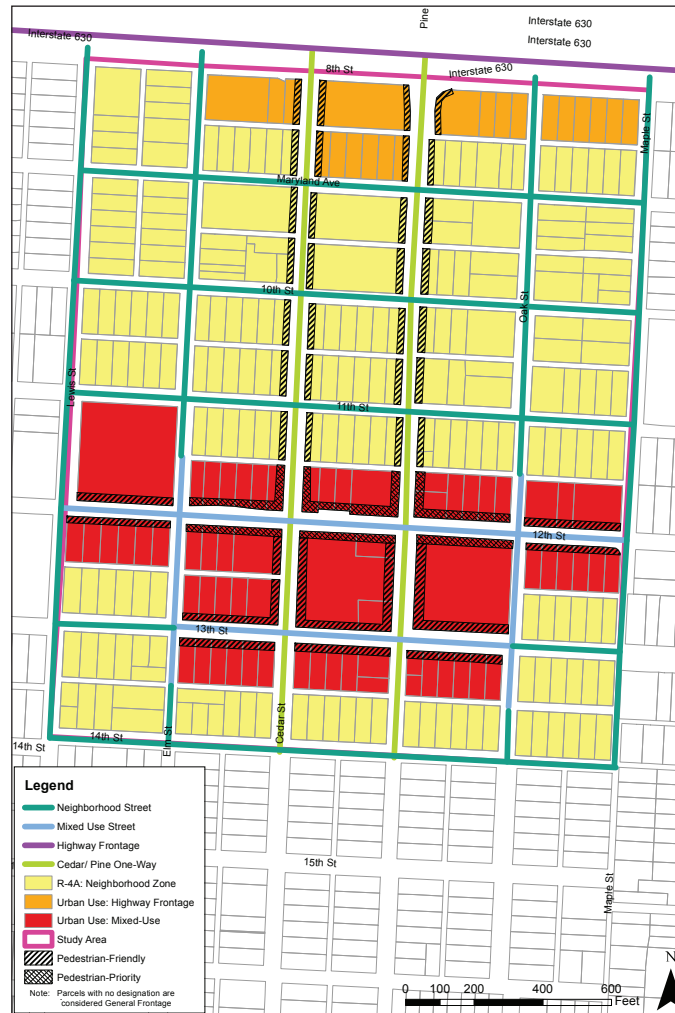 Pine
Interstate 630
Interstate 630
Interstate 630
Interstate 630
8th St
Maple St
Maryland Ave
10th St
Oak St
Lewis St
11th St
12th St
13th St
Elm St
Cedar St
14th St
14th St
15th St
Maple St
Legend
Neighborhood Street
Mixed Use Street
Highway Frontage
Cedar/ Pine One-Way
R-4A: Neighborhood Zone
Urban Use: Highway Frontage
Urban Use: Mixed-Use
Study Area
Pedestrian-Friendly
Pedestrian-Priority
Note: Parcels with no designation are
considered General Frontage
N
0 100 200 400 600
Feet